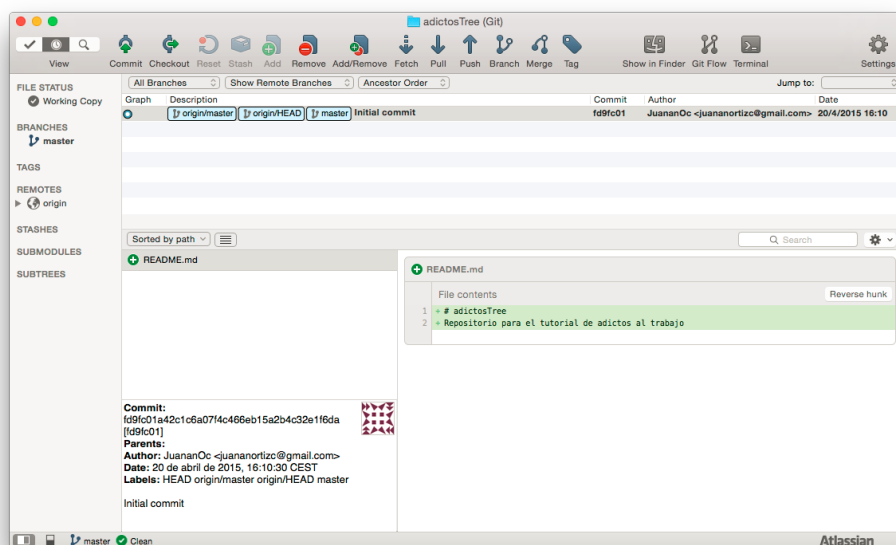 adictosTree (Git)
View Commit Checkout Reset Stash Add Remove Add/Remove Fetch Pull Push Branch Merge Tag Show in Finder Git Flow Terminal Settings
FILE STATUS
Working Copy
BRANCHES
master
TAGS
REMOTES
origin
STASHES
SUBMODULES
SUBTREES
All Branches Show Remote Branches Ancestor Order Jump to:
Graph Description Commit Author Date
origin/master origin/HEAD master Initial commit fd9fc01 JuananOc <juananortizc@gmail.com> 20/4/2015 16:10
Sorted by path Search
README.md
README.md
File contents Reverse hunk
1 + # adictosTree
2 + Repositorio para el tutorial de adictos al trabajo
Commit:
fd9fc01a42c1c6a07f4c466eb15a2b4c32e1f6da
[fd9fc01]
Parents:
Author: JuananOc <juananortizc@gmail.com>
Date: 20 de abril de 2015, 16:10:30 CEST
Labels: HEAD origin/master origin/HEAD master
Initial commit
master Clean Atlassian